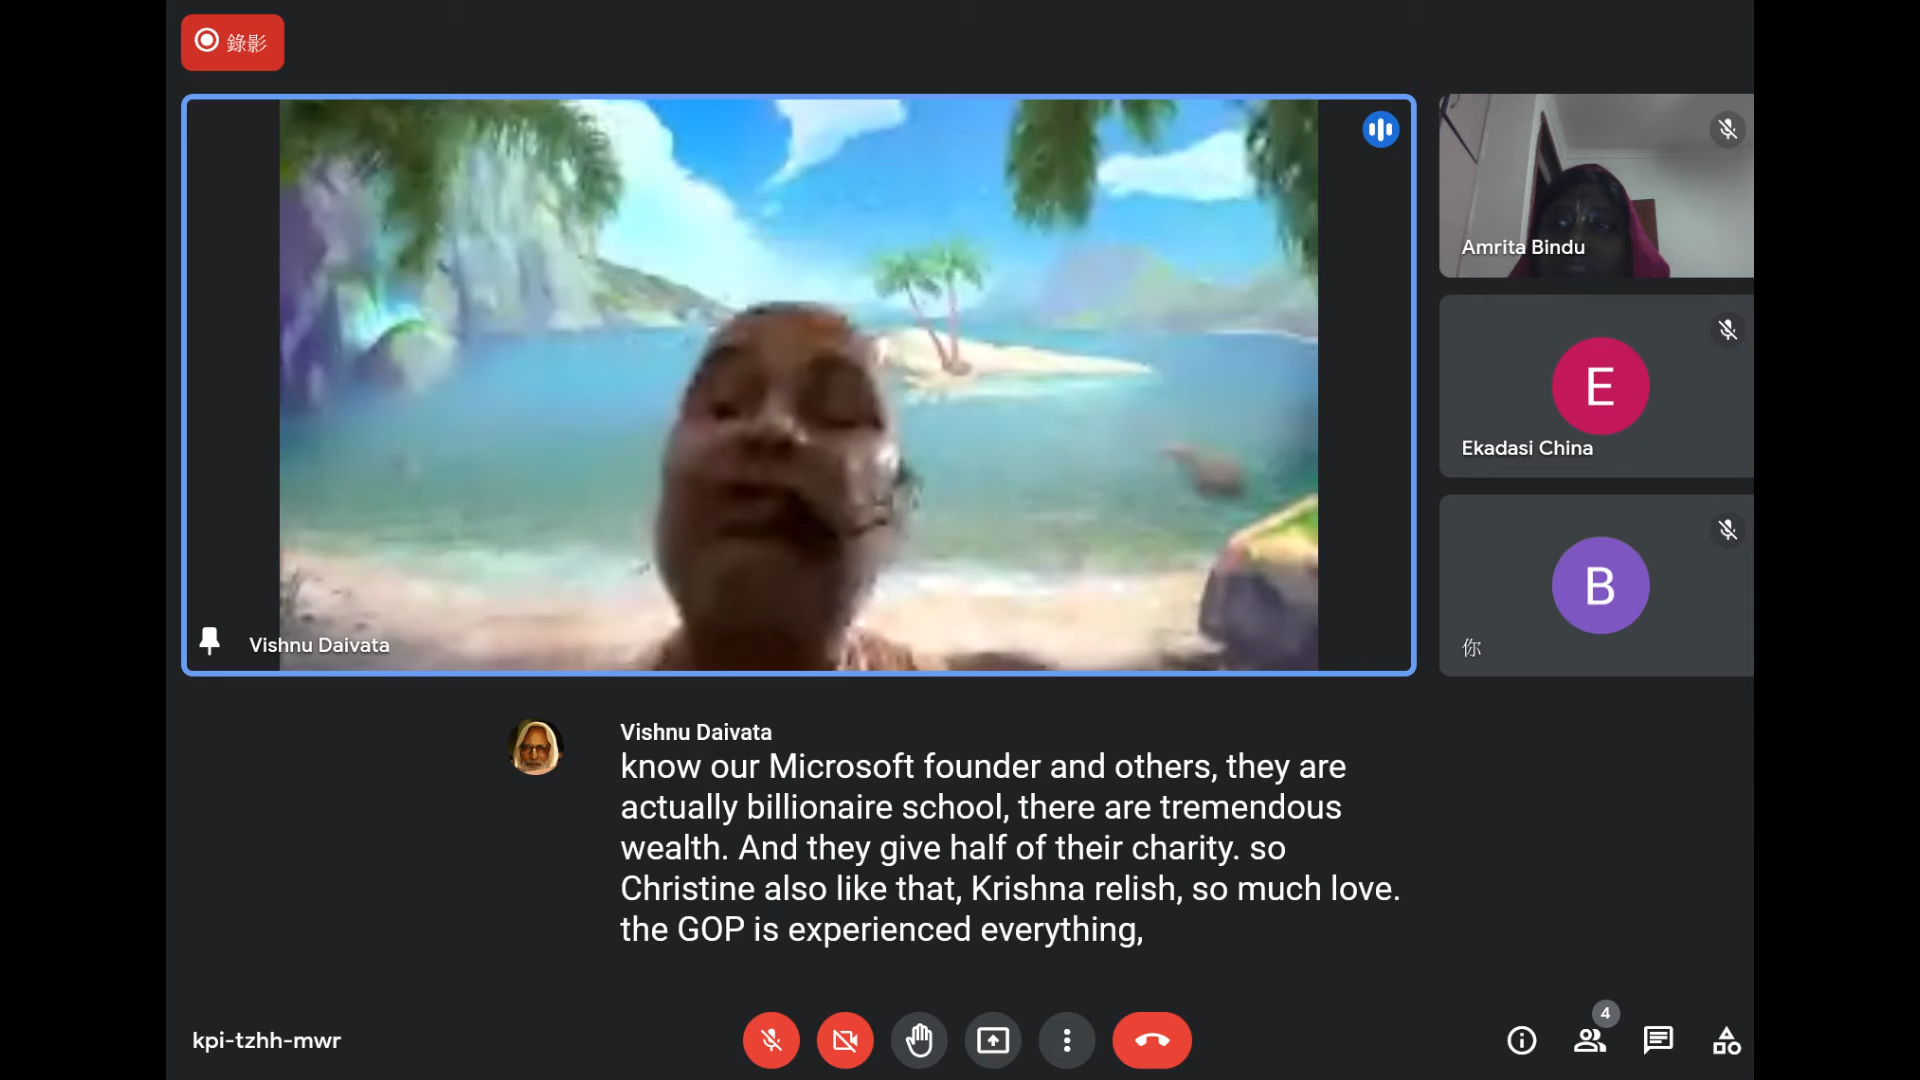 錄影
Amrita Bindu
E
Ekadasi China
B
你
Vishnu Daivata
Vishnu Daivata
know our Microsoft founder and others, they are
actually billionaire school, there are tremendous
wealth. And they give half of their charity. so
Christine also like that, Krishna relish, so much love.
the GOP is experienced everything,
kpi-tzhh-mwr
4